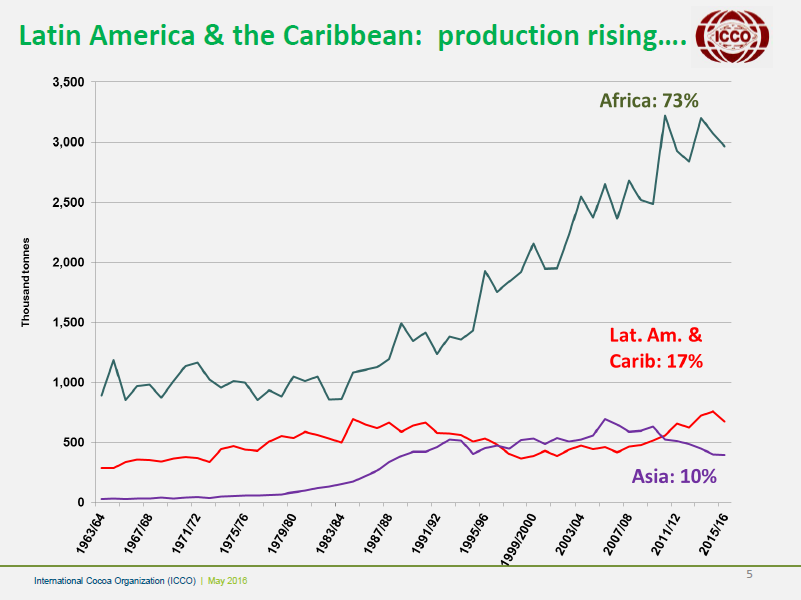 Latin America & the Caribbean: production rising….
ICCO
3,500
3,000
2,500
2,000
1,500
1,000
500
0
Thousand tonnes
Africa: 73%
Lat. Am. &
Carib: 17%
Asia: 10%
1963/64
1967/68
1971/72
1975/76
1979/80
1983/84
1987/88
1991/92
1995/96
1999/2000
2003/04
2007/08
2011/12
2015/16
International Cocoa Organization (ICCO) | May 2016
5